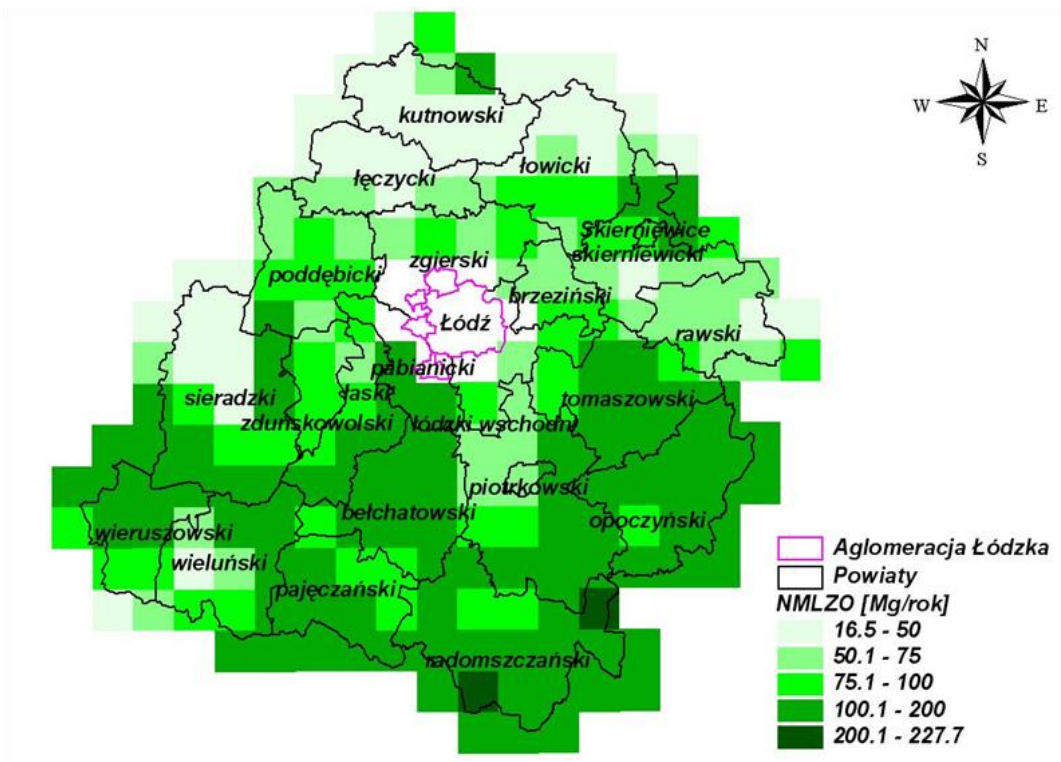 N
W E
S
kutnowski
łowicki
łęczycki
Skierniewice
skierniewicki
zgierski
poddębicki
brzeziński
Łódź
rawski
pabianicki
łaski
sieradzki
tomaszowski
zduńskowolski
łódzki wschodni
piotrkowski
bełchatowski
opoczyński
wieruszowski
wieluński
pajęczański
radomszczański
Aglomeracja Łódzka
Powiaty
NMLZO [Mg/rok]
16.5 - 50
50.1 - 75
75.1 - 100
100.1 - 200
200.1 - 227.7